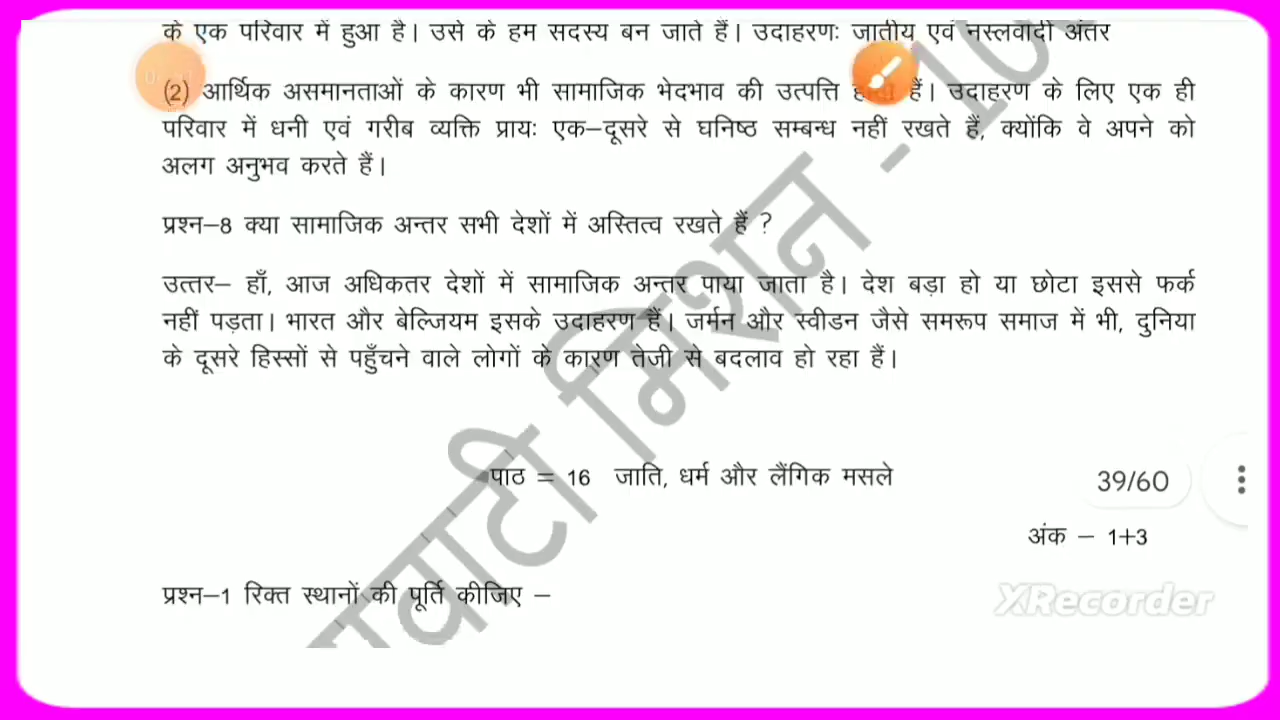 के एक परिवार में हुआ है। उसे के हम सदस्य बन जाते हैं। उदाहरणः जातीय एवं नस्लवादी अंतर
(2) आर्थिक असमानताओं के कारण भी सामाजिक भेदभाव की उत्पत्ति हैं। उदाहरण के लिए एक ही
परिवार में धनी एवं गरीब व्यक्ति प्रायः एक–दूसरे से घनिष्ठ सम्बन्ध नहीं रखते हैं, क्योंकि वे अपने को
अलग अनुभव करते हैं।
प्रश्न–8 क्या सामाजिक अन्तर सभी देशों में अस्तित्व रखते हैं ?
उत्तर– हाँ, आज अधिकतर देशों में सामाजिक अन्तर पाया जाता है। देश बड़ा हो या छोटा इससे फर्क
नहीं पड़ता। भारत और बेल्जियम इसके उदाहरण हैं। जर्मन और स्वीडन जैसे समरूप समाज में भी, दुनिया
के दूसरे हिस्सों से पहुँचने वाले लोगों के कारण तेजी से बदलाव हो रहा हैं।
पाठ = 16 जाति, धर्म और लैंगिक मसले
39/60
अंक – 1+3
प्रश्न–1 रिक्त स्थानों की पूर्ति कीजिए –
XRecorder
मिशन -